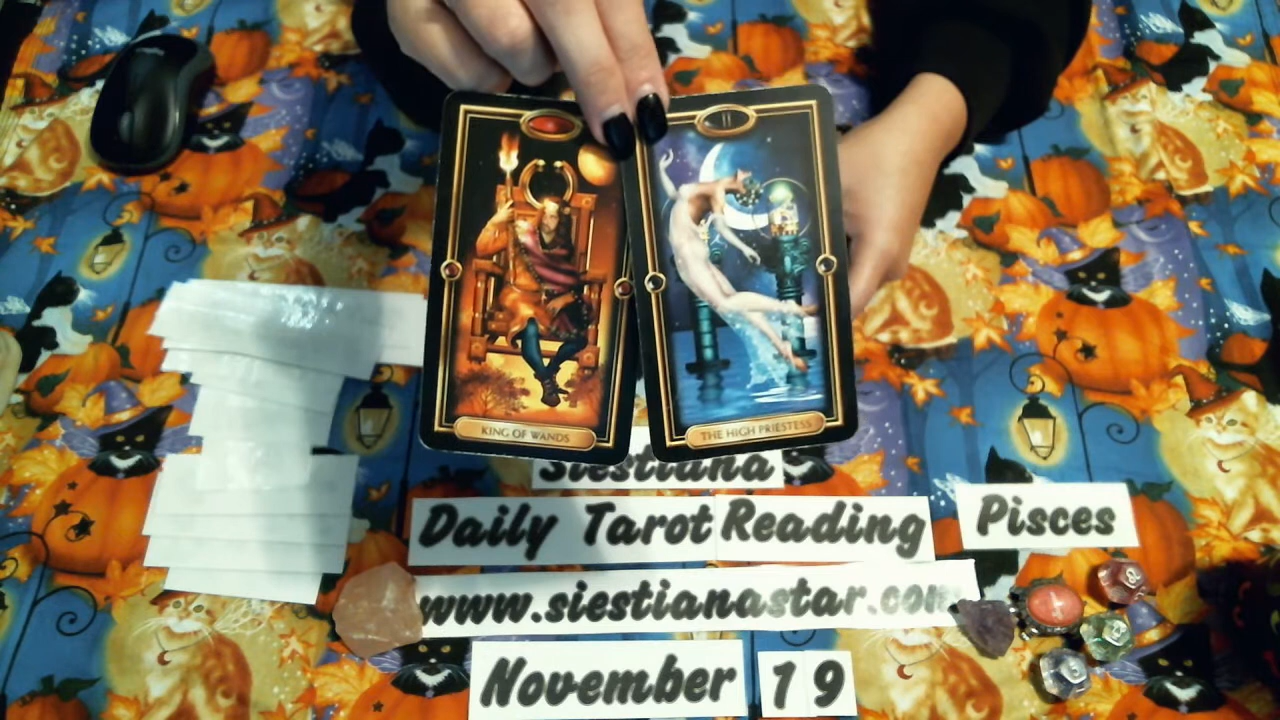 II
KING OF WANDS
THE HIGH PRIESTESS
Siestiana
Daily Tarot Reading
Pisces
www.siestianastar.com
November 19